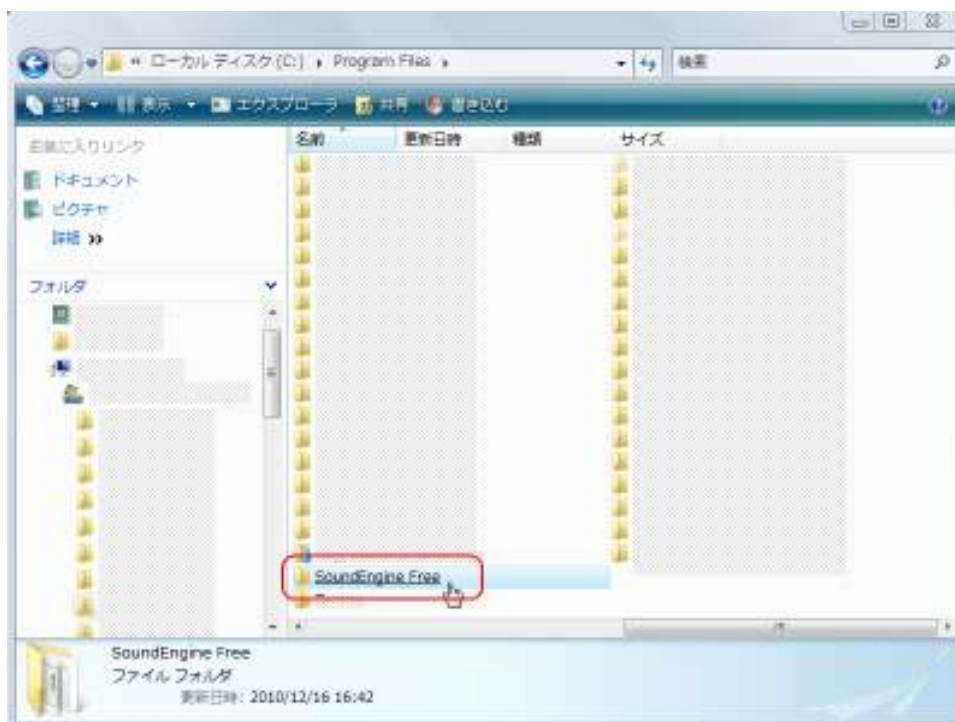 « ローカル ディスク (C:) ▸ Program Files ▸
検索
整理 表示 エクスプローラ 共有 書き込む
名前 更新日時 種類 サイズ
お気に入りリンク
ドキュメント
ピクチャ
詳細 »
フォルダ
SoundEngine Free
SoundEngine Free
ファイル フォルダ
更新日時: 2010/12/16 16:42